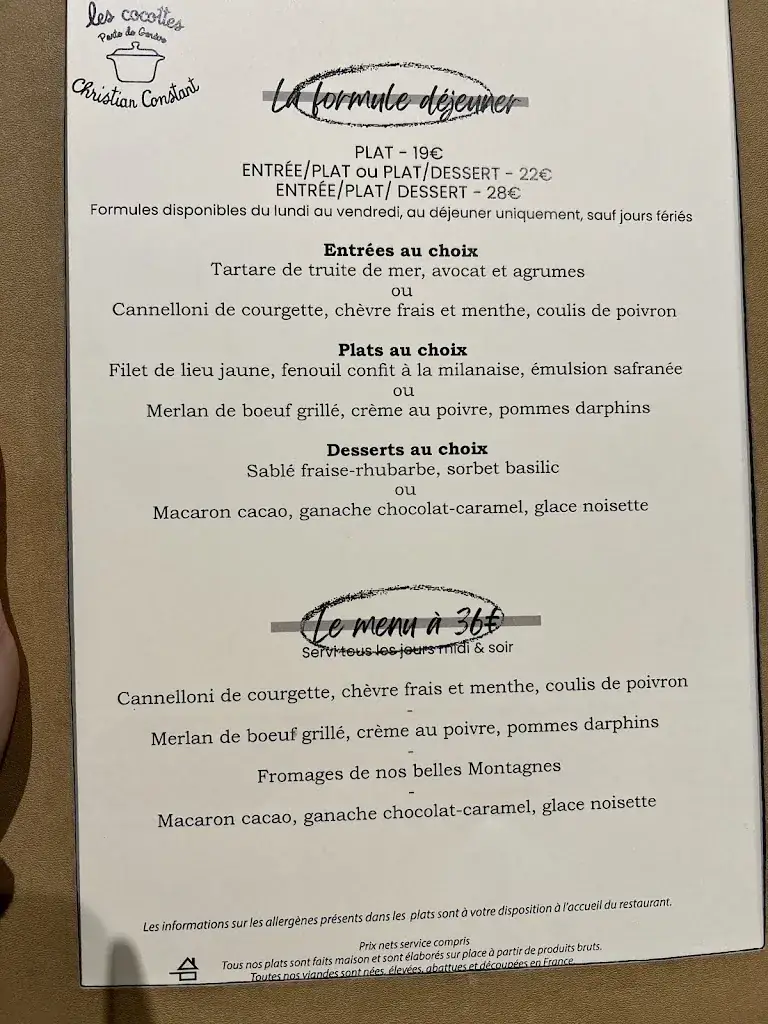 les cocottes
Porte de Genève
Christian Constant
La formule déjeuner
PLAT - 19€
ENTRÉE/PLAT ou PLAT/DESSERT - 22€
ENTRÉE/PLAT/ DESSERT - 28€
Formules disponibles du lundi au vendredi, au déjeuner uniquement, sauf jours fériés
Entrées au choix
Tartare de truite de mer, avocat et agrumes
ou
Cannelloni de courgette, chèvre frais et menthe, coulis de poivron
Plats au choix
Filet de lieu jaune, fenouil confit à la milanaise, émulsion safranée
ou
Merlan de boeuf grillé, crème au poivre, pommes darphins
Desserts au choix
Sablé fraise-rhubarbe, sorbet basilic
ou
Macaron cacao, ganache chocolat-caramel, glace noisette
Le menu à 36€
Servi tous les jours midi & soir
Cannelloni de courgette, chèvre frais et menthe, coulis de poivron
-
Merlan de boeuf grillé, crème au poivre, pommes darphins
-
Fromages de nos belles Montagnes
-
Macaron cacao, ganache chocolat-caramel, glace noisette
Les informations sur les allergènes présents dans les plats sont à votre disposition à l'accueil du restaurant.
Prix nets service compris
Tous nos plats sont faits maison et sont élaborés sur place à partir de produits bruts.
Toutes nos viandes sont nées, élevées, abattues et découpées en France.